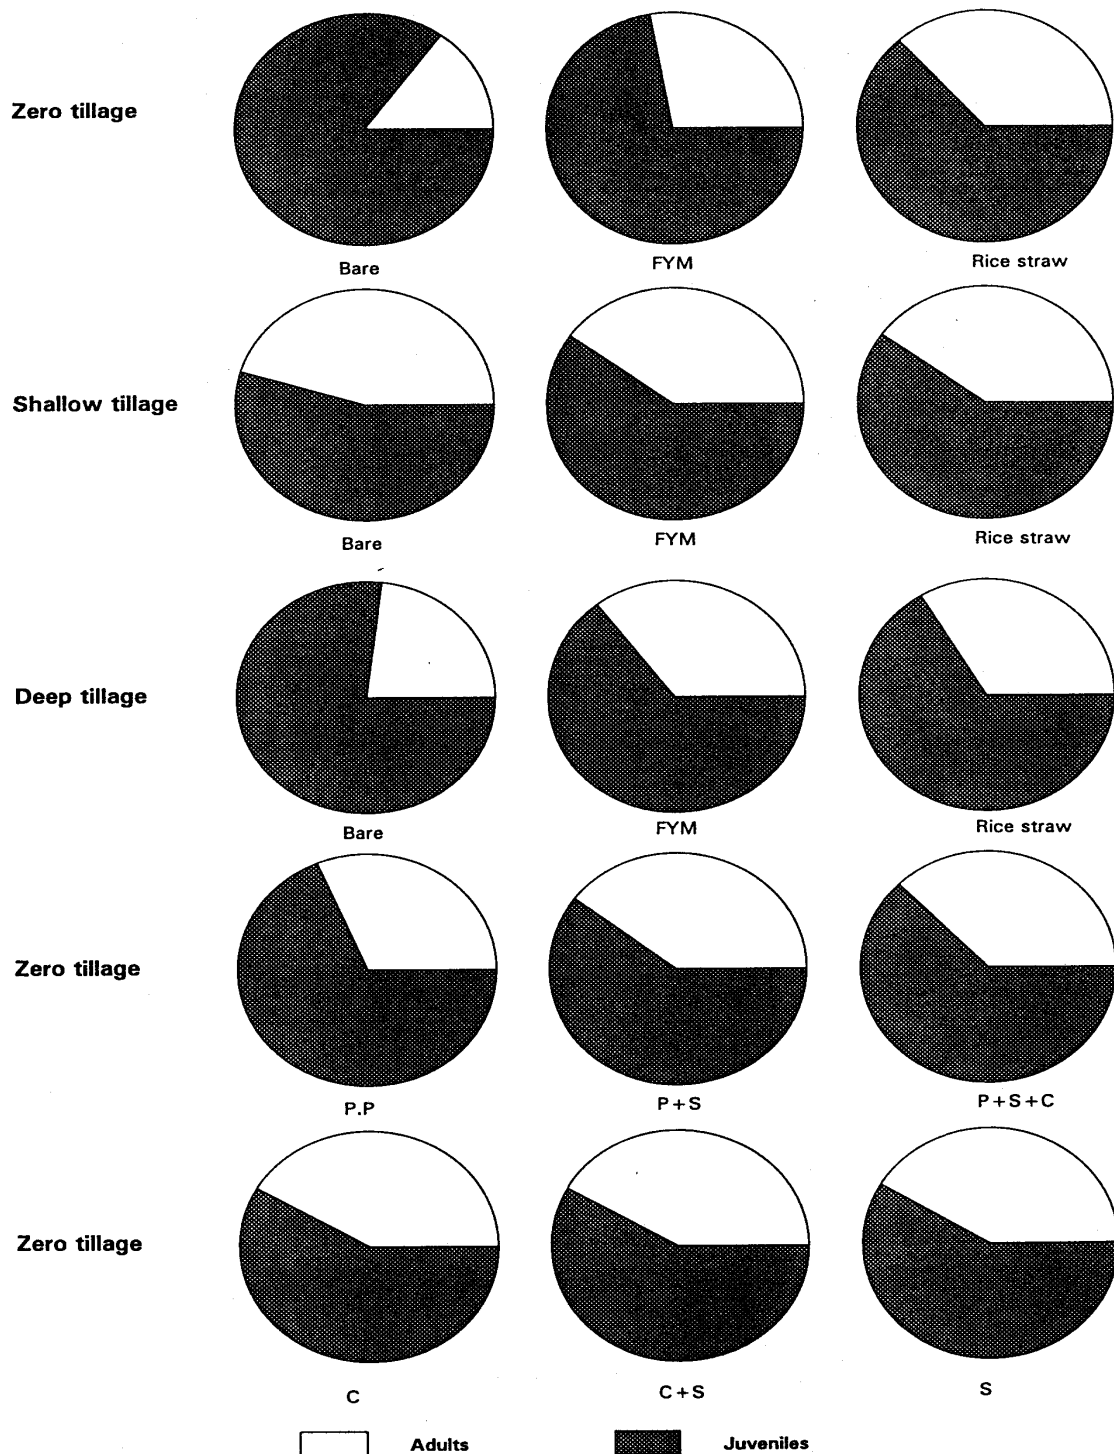 Zero tillage
Bare
FYM
Rice straw
Shallow tillage
Bare
FYM
Rice straw
Deep tillage
Bare
FYM
Rice straw
Zero tillage
P.P
P+S
P+S+C
Zero tillage
C
C+S
S
Adults
Juveniles